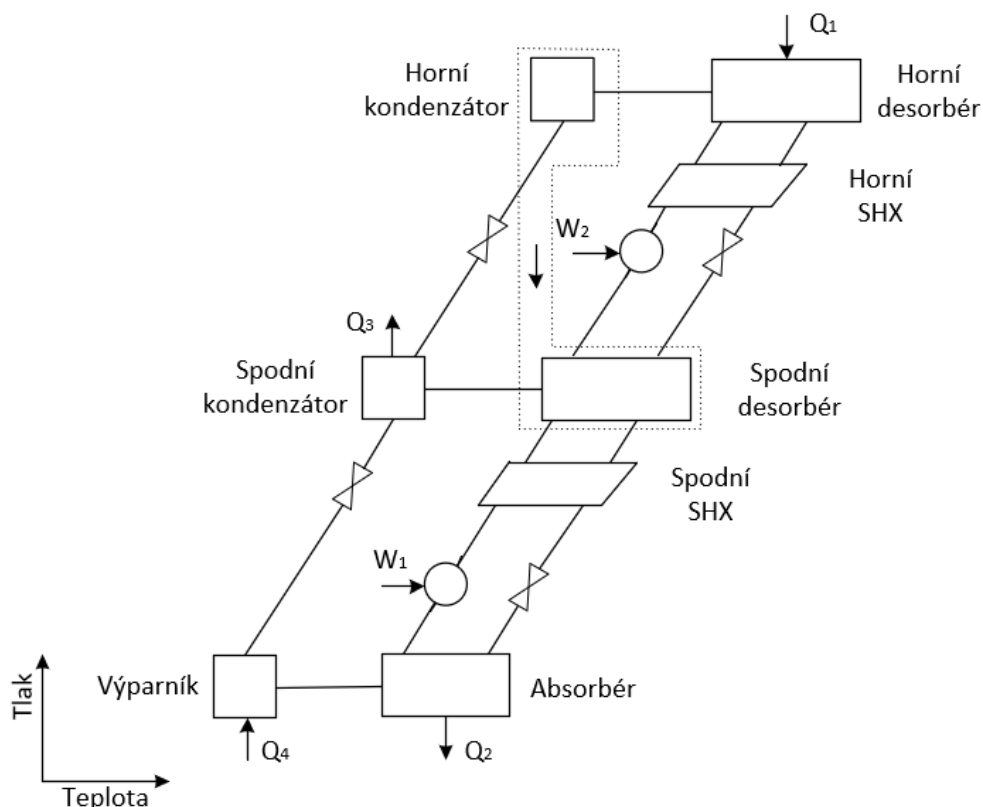 Q1
Horní
kondenzátor
Horní
desorbér
Horní
SHX
W2
Q3
Spodní
kondenzátor
Spodní
desorbér
Spodní
SHX
W1
Výparník
Absorbér
Q4
Q2
Tlak
Teplota